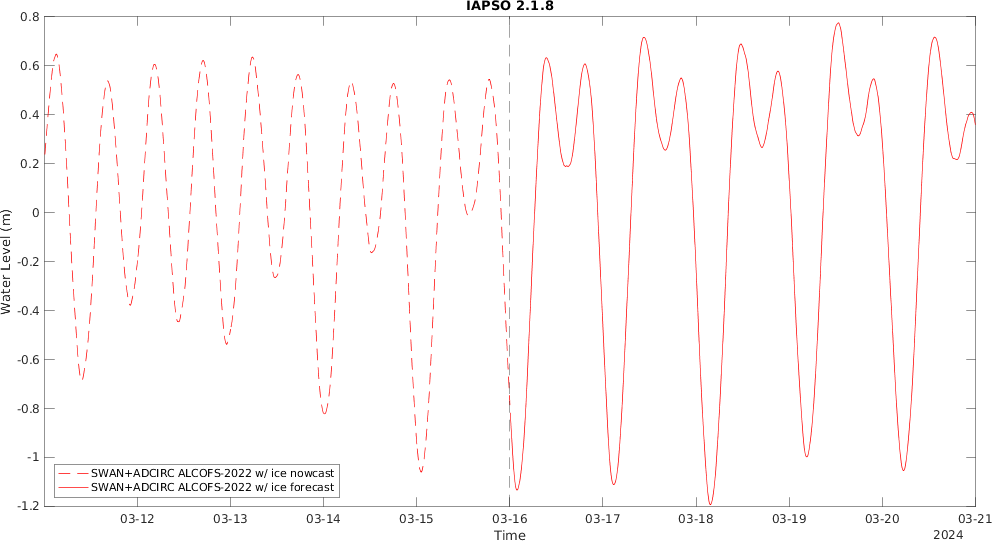 IAPSO 2.1.8
Water Level (m)
0.8
0.6
0.4
0.2
0
-0.2
-0.4
-0.6
-0.8
-1
-1.2
SWAN+ADCIRC ALCOFS-2022 w/ ice nowcast
SWAN+ADCIRC ALCOFS-2022 w/ ice forecast
03-12 03-13 03-14 03-15 03-16 03-17 03-18 03-19 03-20 03-21
Time
2024